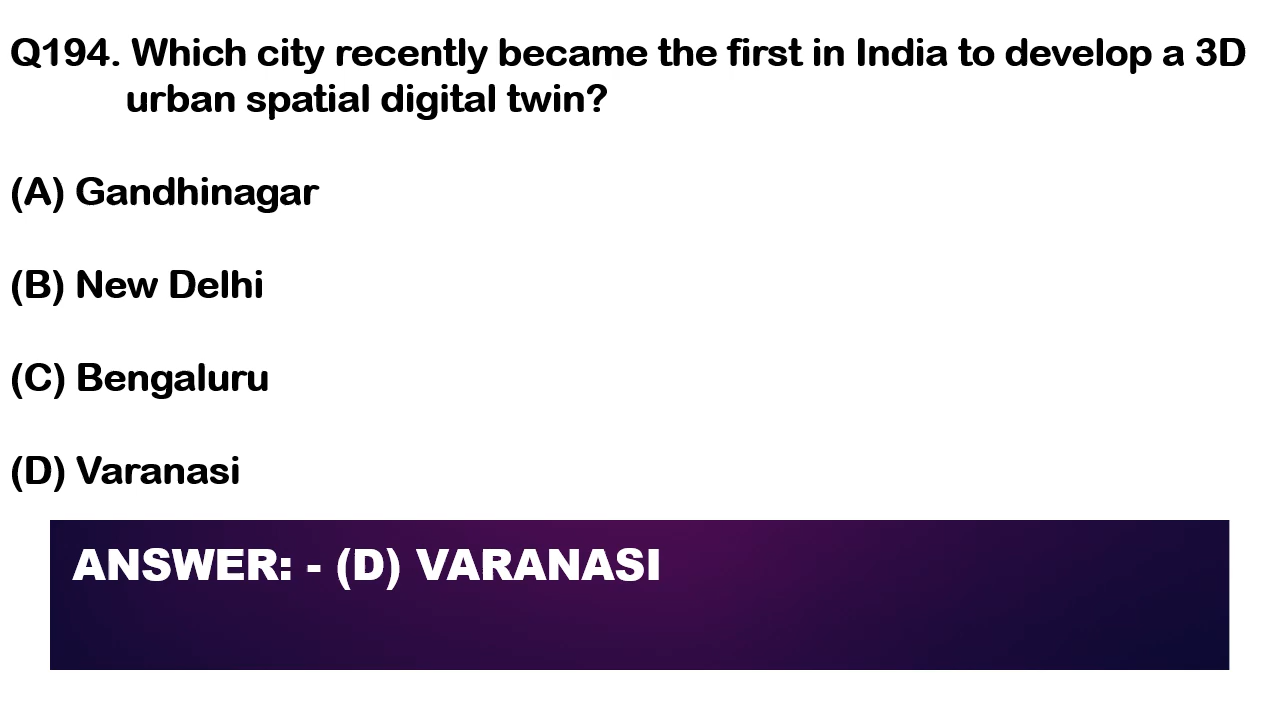 Q194. Which city recently became the first in India to develop a 3D
urban spatial digital twin?
(A) Gandhinagar
(B) New Delhi
(C) Bengaluru
(D) Varanasi
ANSWER: - (D) VARANASI